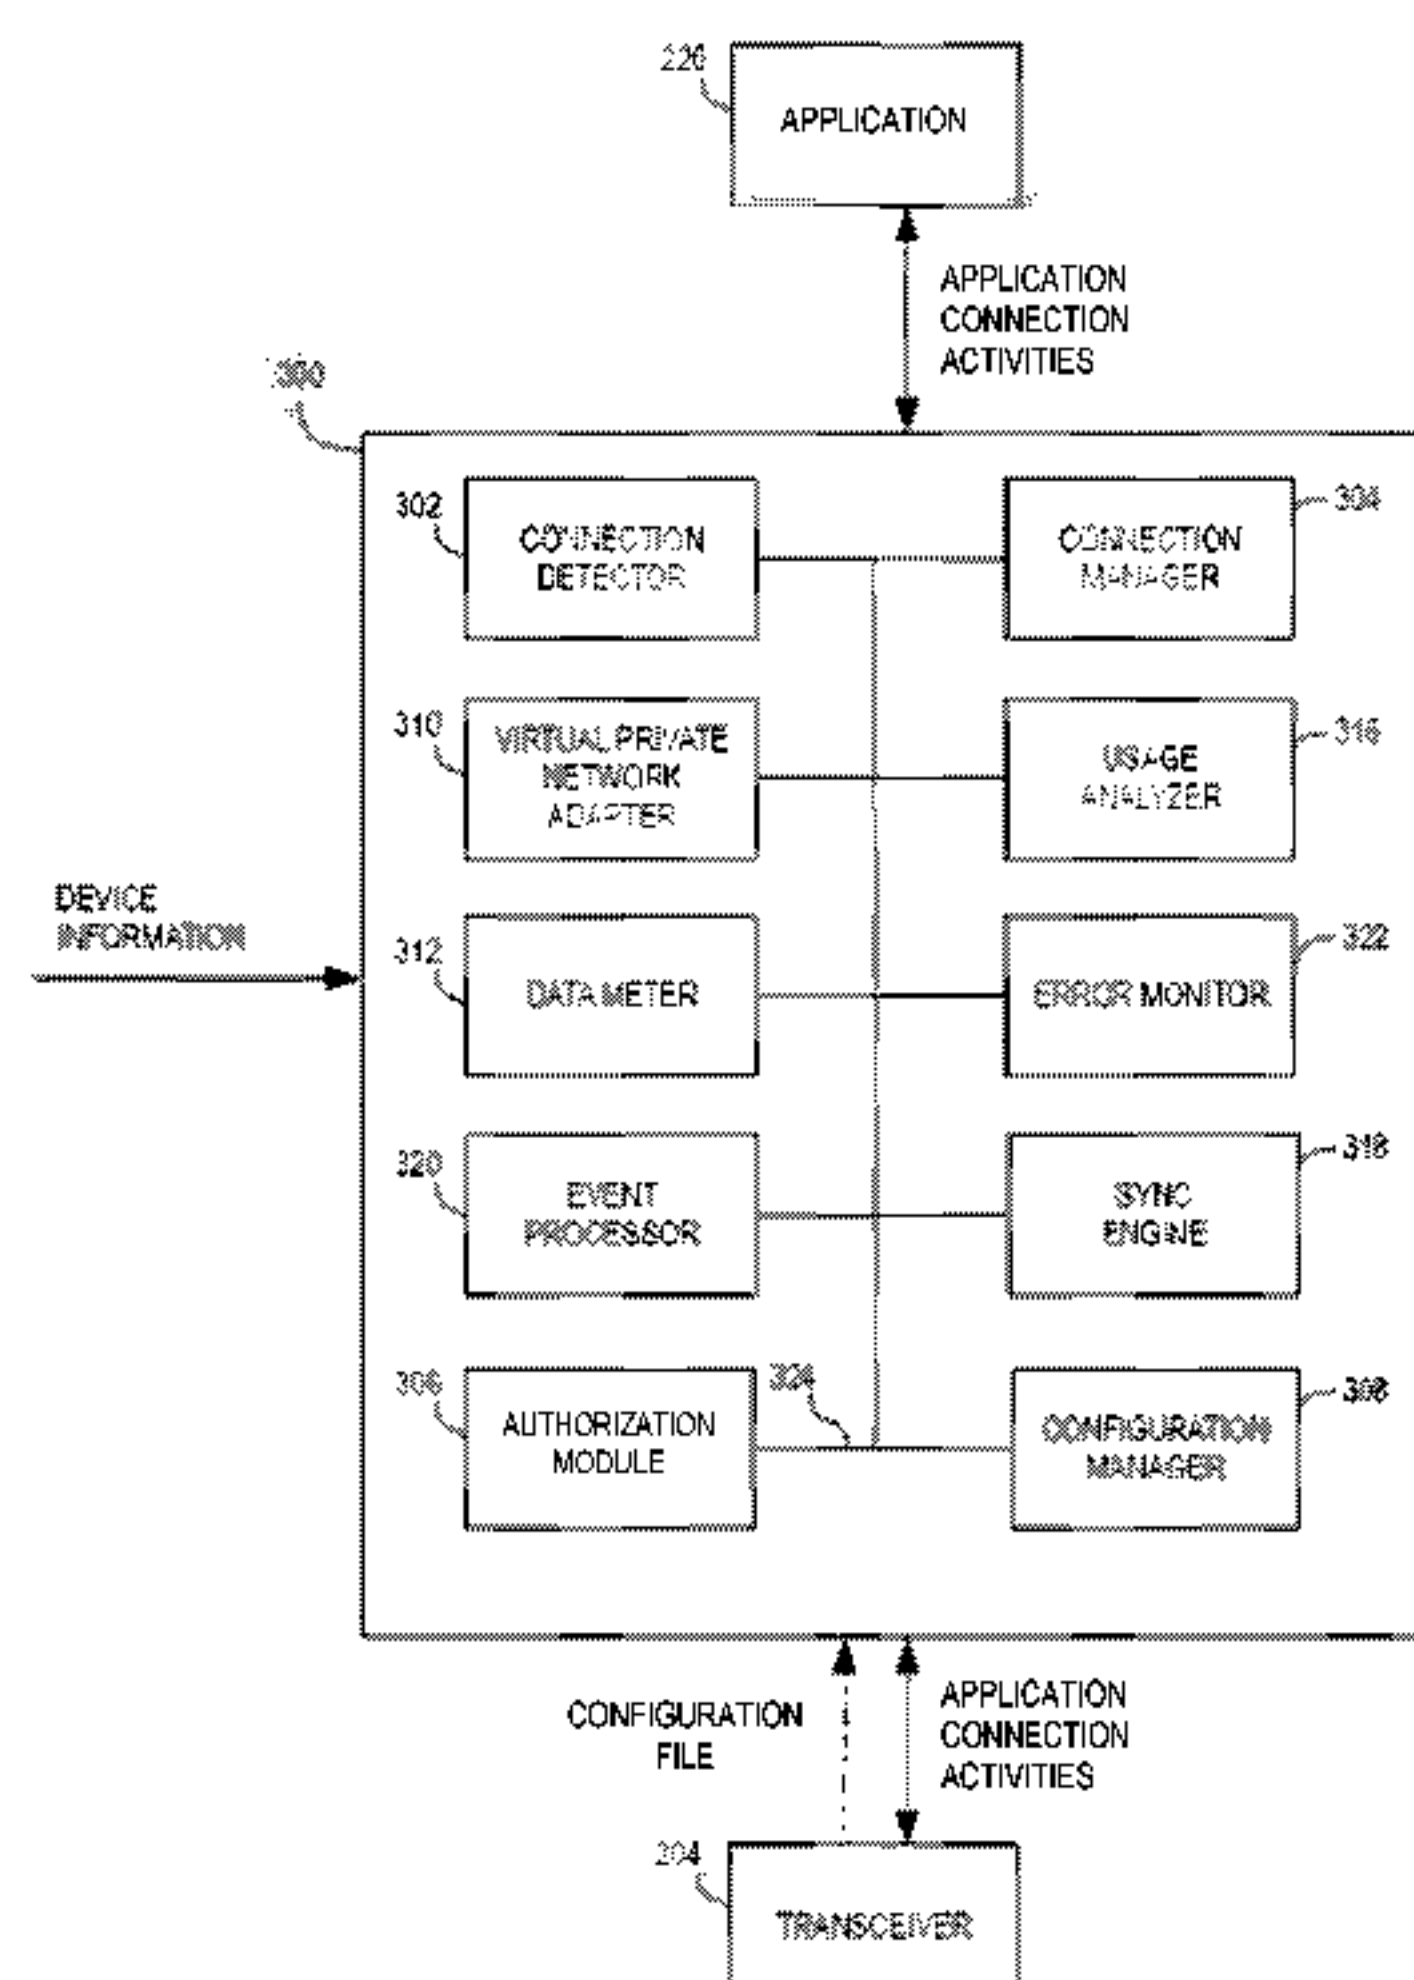 226
APPLICATION
APPLICATION
CONNECTION
ACTIVITIES
300
302
CONNECTION
DETECTOR
304
CONNECTION
MANAGER
310
VIRTUAL PRIVATE
NETWORK
ADAPTER
316
USAGE
ANALYZER
DEVICE
INFORMATION
312
DATA METER
322
ERROR MONITOR
320
EVENT
PROCESSOR
318
SYNC
ENGINE
306
AUTHORIZATION
MODULE
324
308
CONFIGURATION
MANAGER
CONFIGURATION
FILE
APPLICATION
CONNECTION
ACTIVITIES
204
TRANSCEIVER